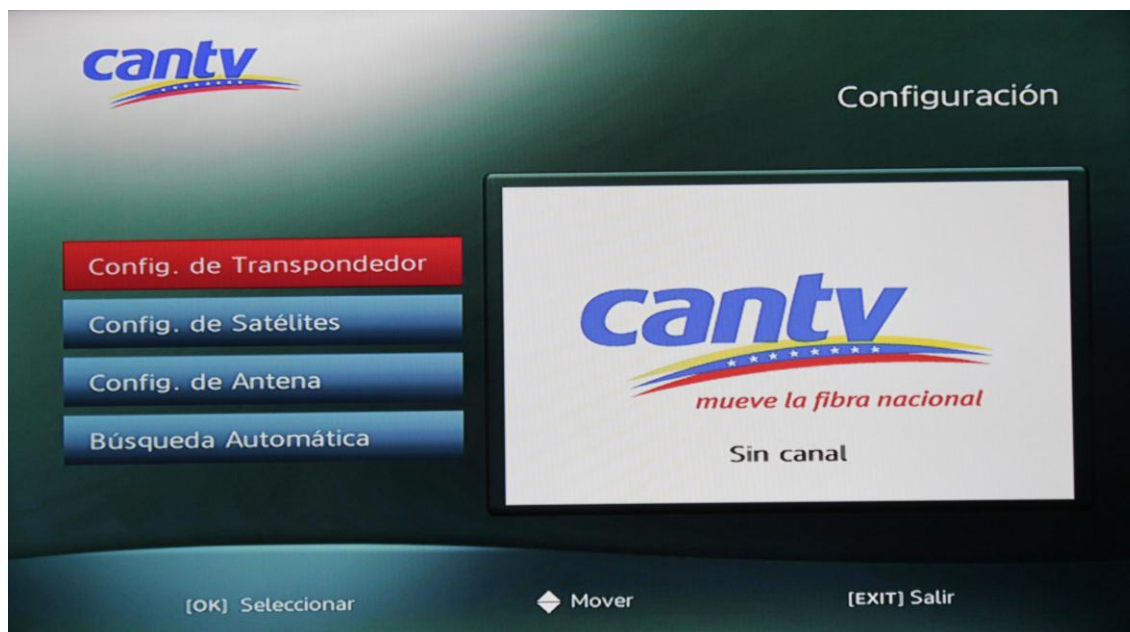 cantv
Configuración
Config. de Transpondedor
Config. de Satélites
Config. de Antena
Búsqueda Automática
cantv
mueve la fibra nacional
Sin canal
[OK] Seleccionar
Mover
[EXIT] Salir